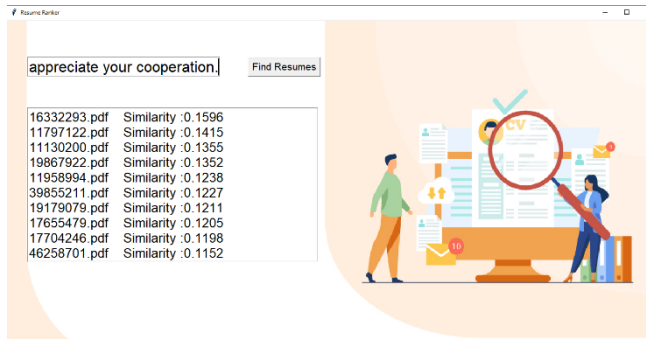 Resume Ranker
appreciate your cooperation.
Find Resumes
16332293.pdf Similarity :0.1596
11797122.pdf Similarity :0.1415
11130200.pdf Similarity :0.1355
19867922.pdf Similarity :0.1352
11958994.pdf Similarity :0.1238
39855211.pdf Similarity :0.1227
19179079.pdf Similarity :0.1211
17655479.pdf Similarity :0.1205
17704246.pdf Similarity :0.1198
46258701.pdf Similarity :0.1152
CV
10